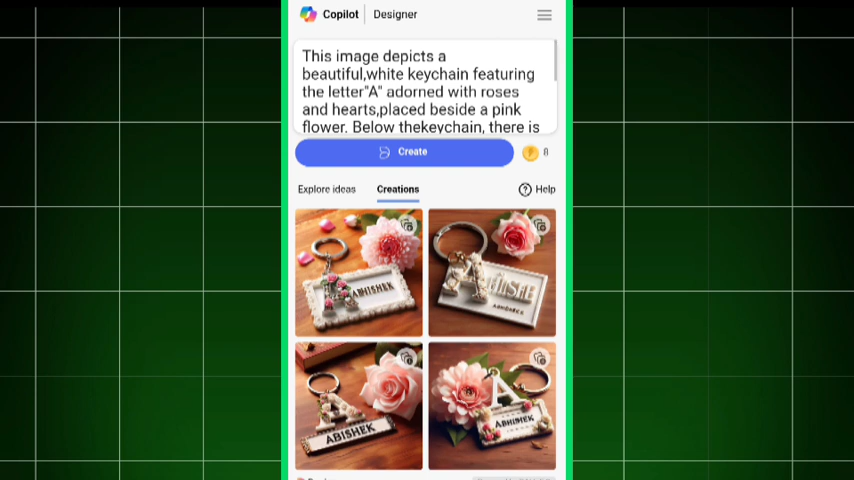 Copilot Designer
This image depicts a
beautiful,white keychain featuring
the letter"A" adorned with roses
and hearts,placed beside a pink
flower. Below thekeychain, there is
Create
8
Explore ideas Creations
Help
A
ABHISHEK
A
A
ABISHEK
A